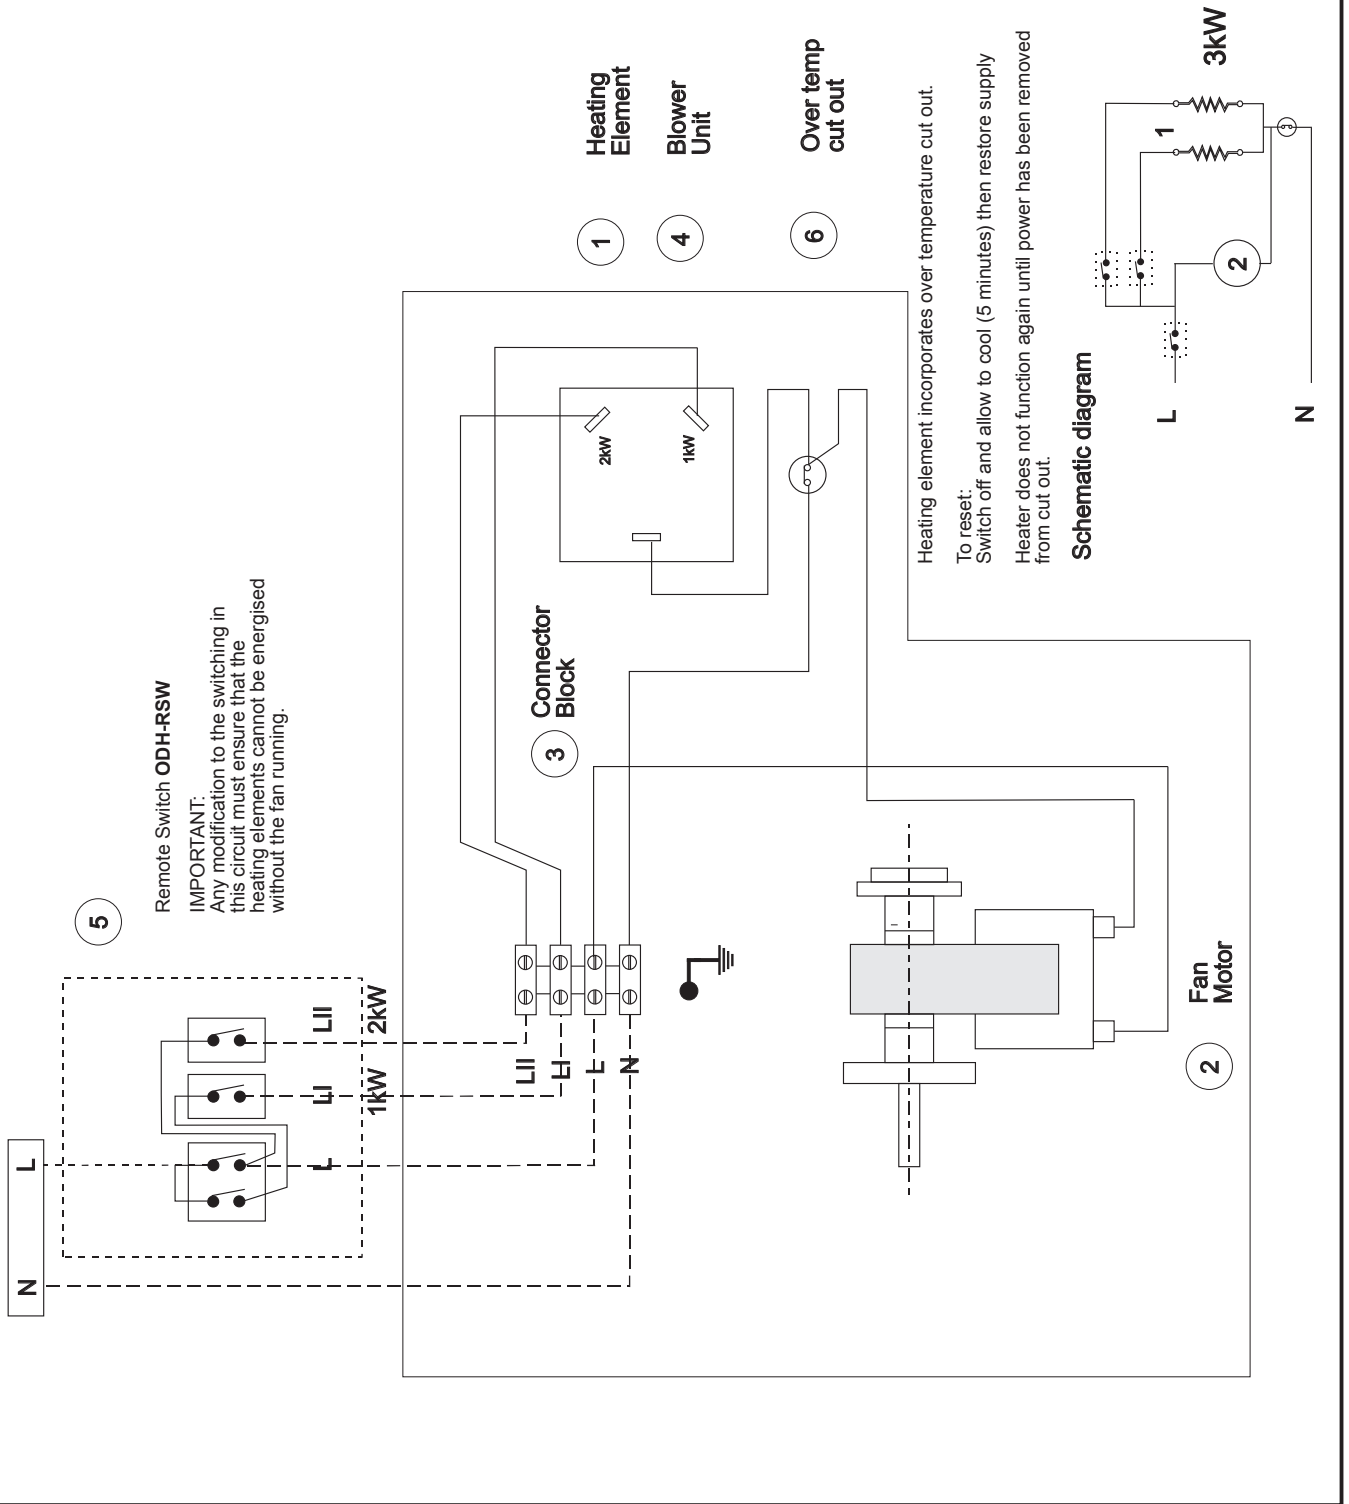 N
L
5
Remote Switch ODH-RSW
IMPORTANT:
Any modification to the switching in
this circuit must ensure that the
heating elements cannot be energised
without the fan running.
L
LI
LII
1kW
2kW
LII
LI
L
N
3
Connector
Block
2kW
1kW
1
Heating
Element
4
Blower
Unit
6
Over temp
cut out
2
Fan
Motor
Heating element incorporates over temperature cut out.
To reset:
Switch off and allow to cool (5 minutes) then restore supply
Heater does not function again until power has been removed
from cut out.
Schematic diagram
L
N
2
1
3kW